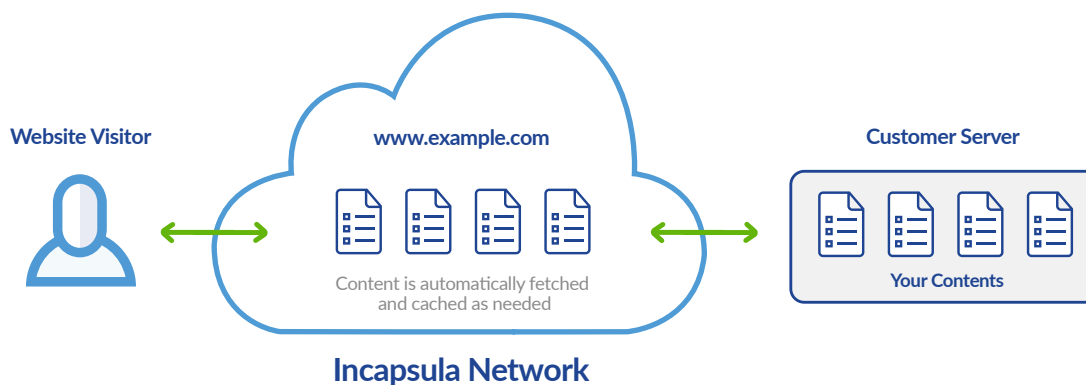 Website Visitor
www.example.com
Customer Server
Content is automatically fetched
and cached as needed
Your Contents
Incapsula Network